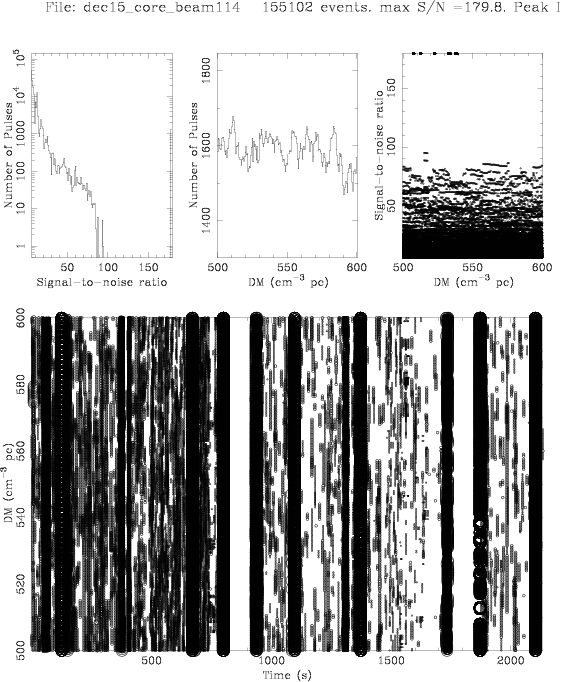 File: dec15_core_beam114 155102 events. max S/N =179.8. Peak I
Number of Pulses
1 10 100 1000 10^4 10^5
50 100 150
Signal-to-noise ratio
Number of Pulses
1400 1600 1800
500 550 600
DM (cm^-3 pc)
Signal-to-noise ratio
50 100 150
500 550 600
DM (cm^-3 pc)
DM (cm^-3 pc)
500 520 540 560 580 600
500 1000 1500 2000
Time (s)